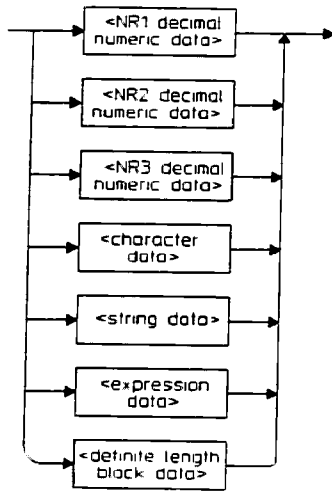 <NR1 decimal
numeric data>
<NR2 decimal
numeric data>
<NR3 decimal
numeric data>
<character
data>
<string data>
<expression
data>
<definite length
block data>